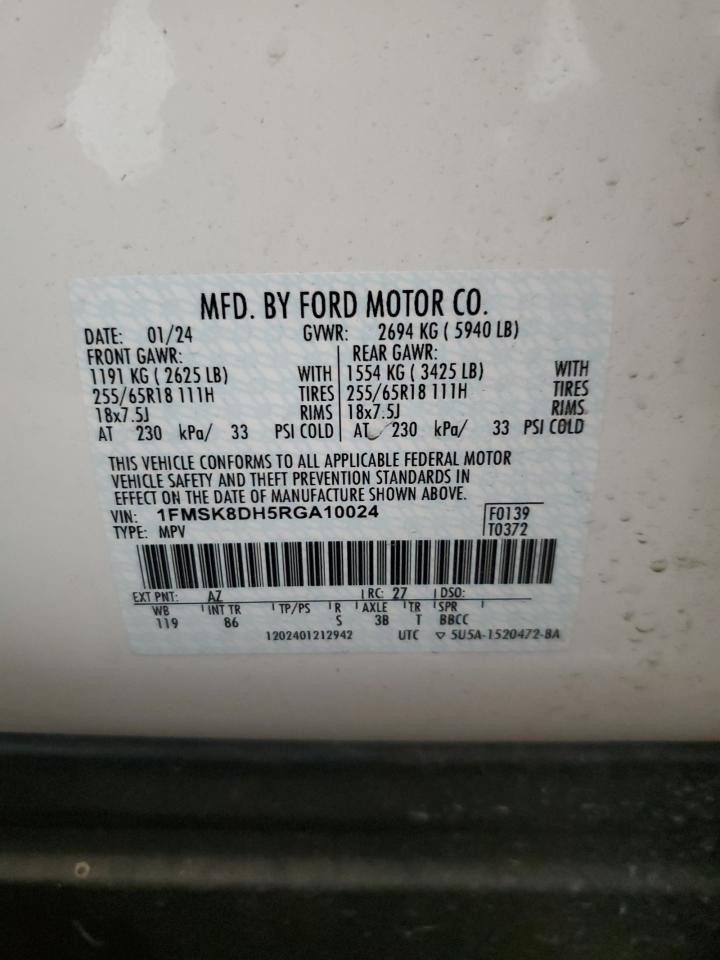 MFD. BY FORD MOTOR CO.
DATE: 01/24 GVWR: 2694 KG ( 5940 LB)
FRONT GAWR: REAR GAWR:
1191 KG ( 2625 LB) WITH 1554 KG ( 3425 LB) WITH
255/65R18 111H TIRES 255/65R18 111H TIRES
18x7.5J RIMS 18x7.5J RIMS
AT 230 kPa/ 33 PSI COLD AT 230 kPa/ 33 PSI COLD
THIS VEHICLE CONFORMS TO ALL APPLICABLE FEDERAL MOTOR
VEHICLE SAFETY AND THEFT PREVENTION STANDARDS IN
EFFECT ON THE DATE OF MANUFACTURE SHOWN ABOVE.
VIN: 1FMSK8DH5RGA10024 F0139
TYPE: MPV T0372
EXT PNT: AZ RC: 27 DSO:
WB INT TR TP/PS R AXLE TR SPR
119 86 S 3B T BBCC
1202401212942 UTC ▽ 5U5A-1520472-BA